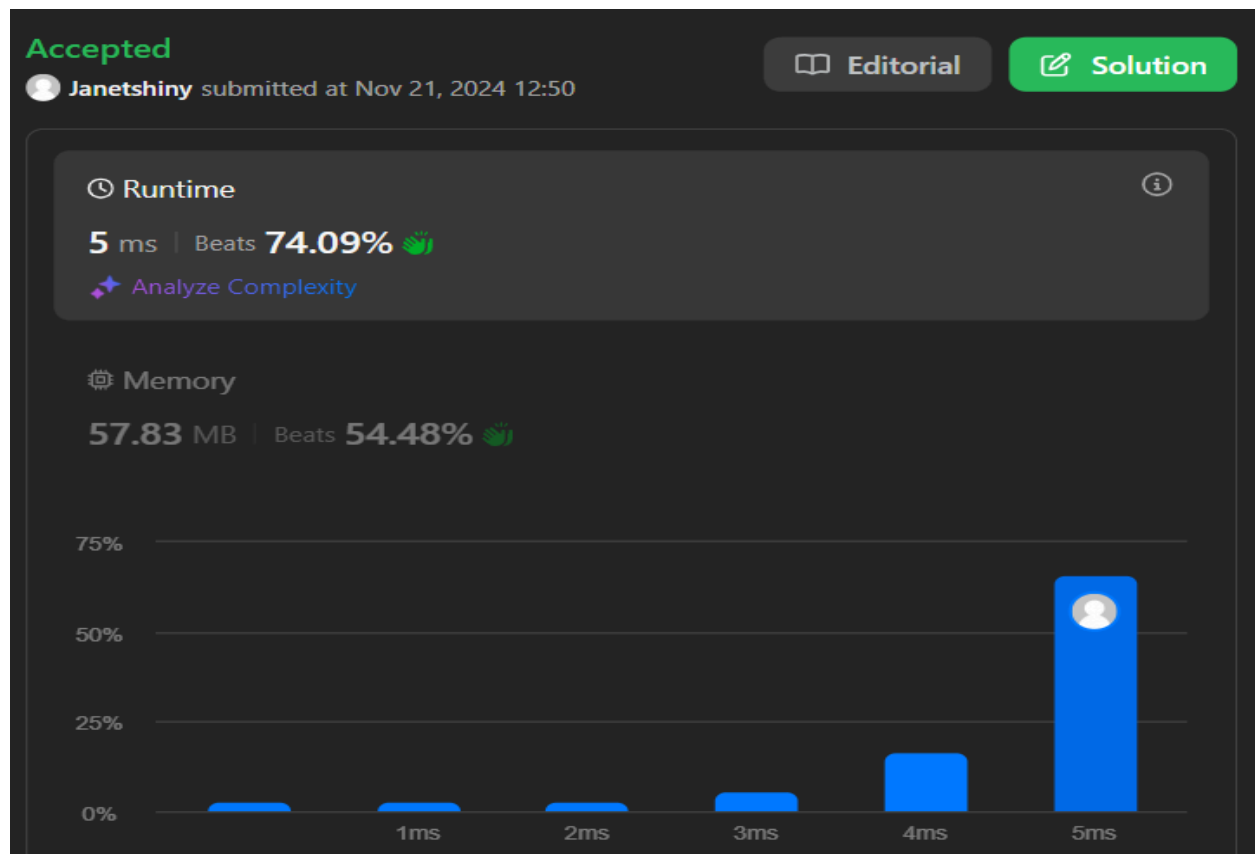 Accepted
Editorial
Solution
Janetshiny submitted at Nov 21, 2024 12:50
Runtime
5 ms | Beats 74.09%
Analyze Complexity
Memory
57.83 MB | Beats 54.48%
75%
50%
25%
0%
1ms 2ms 3ms 4ms 5ms